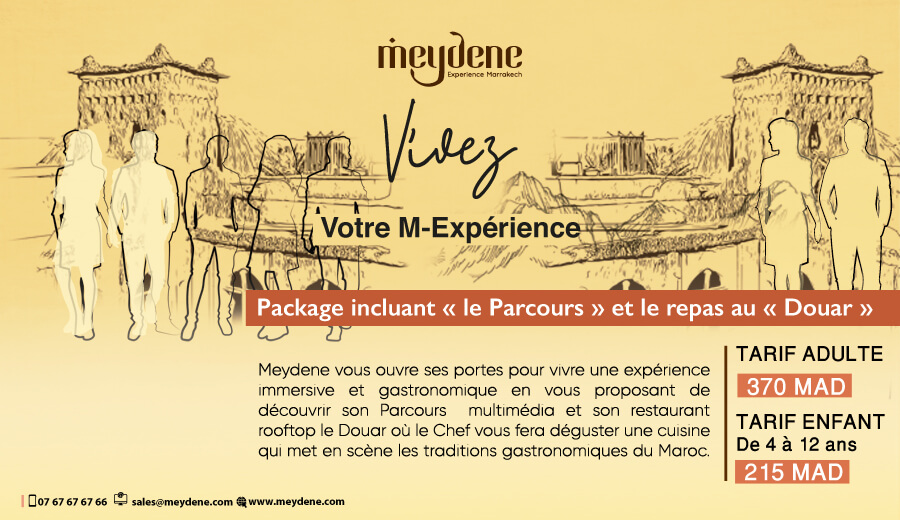 meydene
Experience Marrakech
Vivez
Votre M-Expérience
Package incluant « le Parcours » et le repas au « Douar »
Meydene vous ouvre ses portes pour vivre une expérience
immersive et gastronomique en vous proposant de
découvrir son Parcours multimédia et son restaurant
rooftop le Douar où le Chef vous fera déguster une cuisine
qui met en scène les traditions gastronomiques du Maroc.
TARIF ADULTE
370 MAD
TARIF ENFANT
De 4 à 12 ans
215 MAD
07 67 67 67 66 sales@meydene.com www.meydene.com